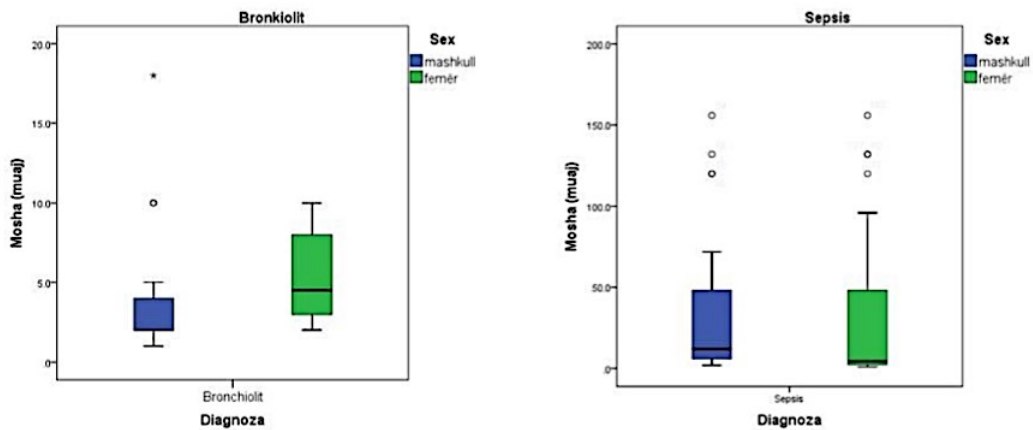 Bronkiolit
Sex
mashkull
femër
20.0
15.0
10.0
5.0
.0
Mosha (muaj)
Bronchiolit
Diagnoza
Sepsis
Sex
mashkull
femër
200.0
150.0
100.0
50.0
.0
Mosha (muaj)
Sepsis
Diagnoza